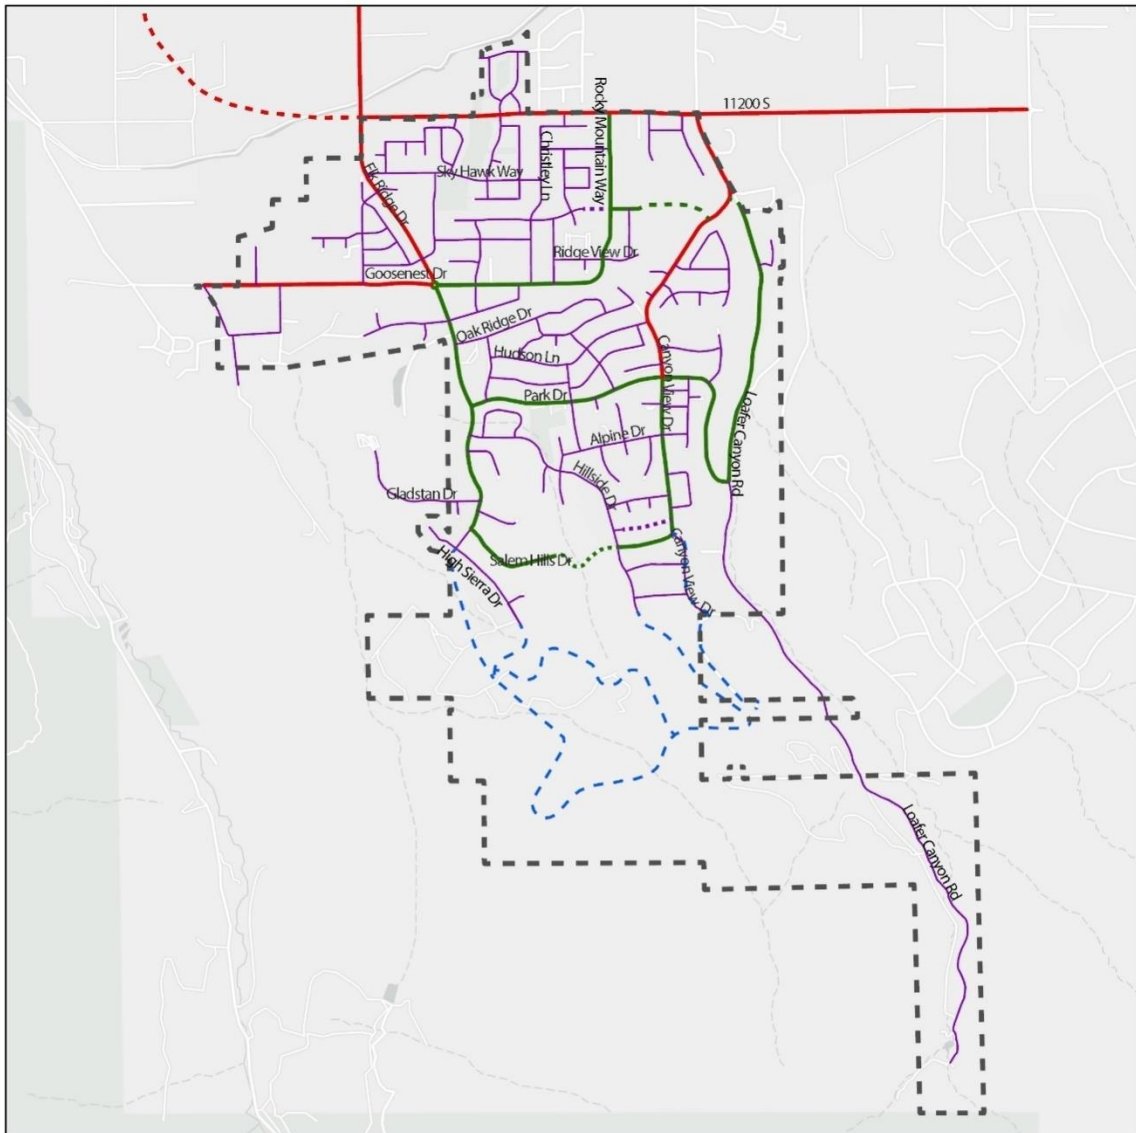 11200 S
Rocky Mountain Way
Christley Ln
Sky Hawk Way
Elk Ridge Dr
Ridge View Dr
Goosenest Dr
Oak Ridge Dr
Hudson Ln
Canyon View Dr
Park Dr
Loafer Canyon Rd
Alpine Dr
Hillside Dr
Gladstan Dr
High Sierra Dr
Salem Hills Dr
Canyon View Dr
Loafer Canyon Rd